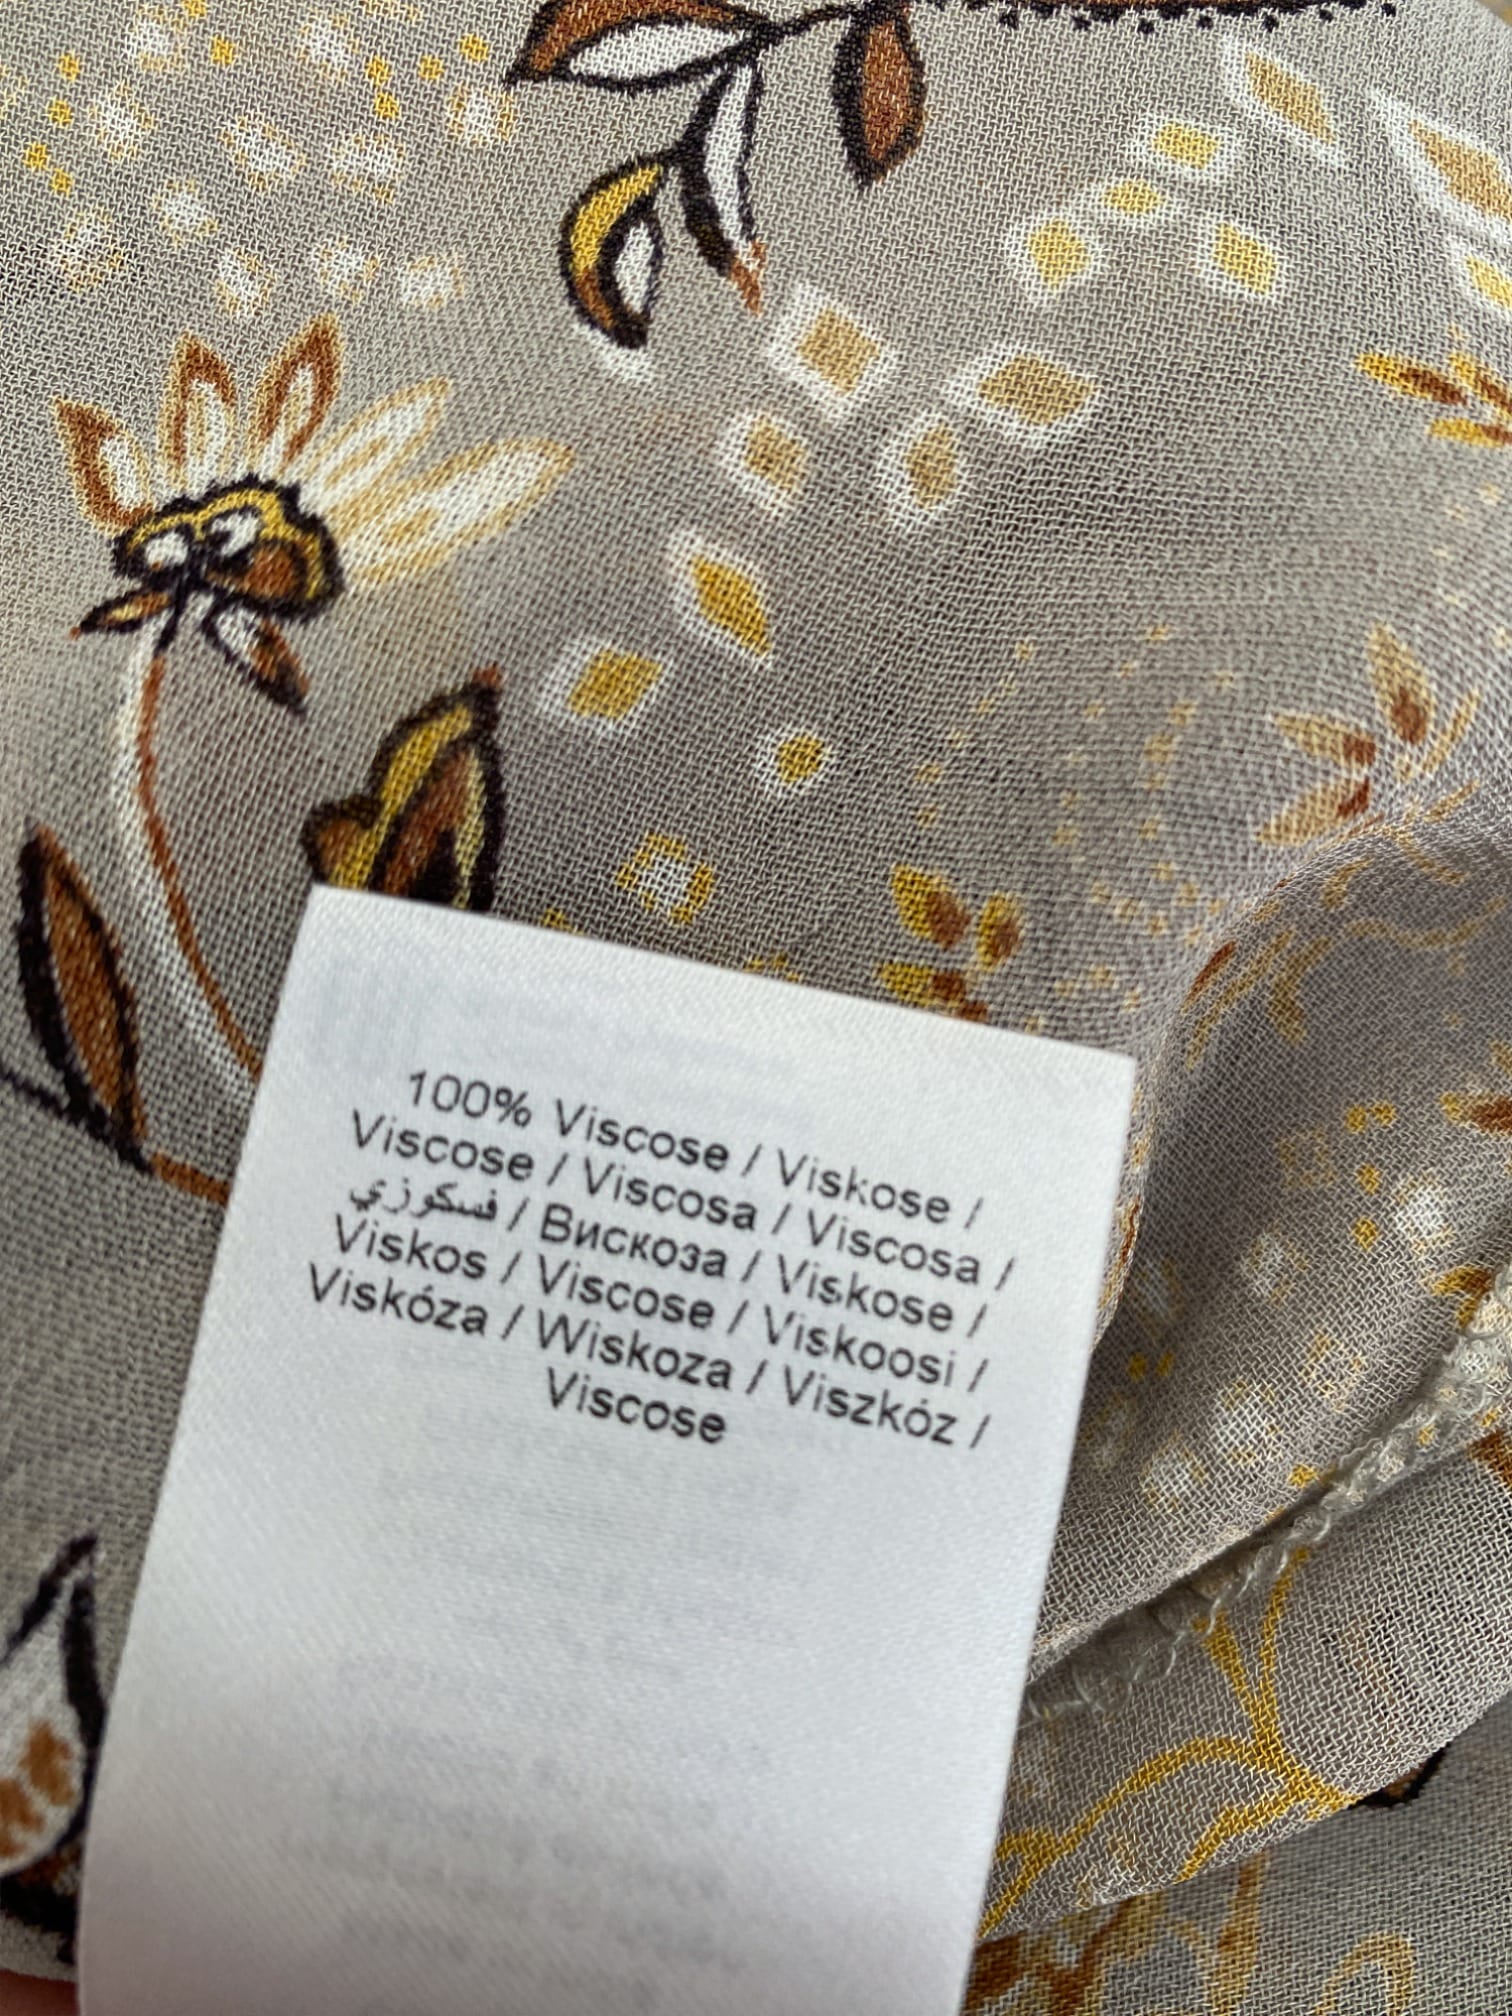 100% Viscose / Viskose /
Viscose / Viscosa / Viscosa /
فسكوزي / Вискоза / Viskose /
Viskos / Viscose / Viskoosi /
Viskóza / Wiskoza / Viszkóz /
Viscose